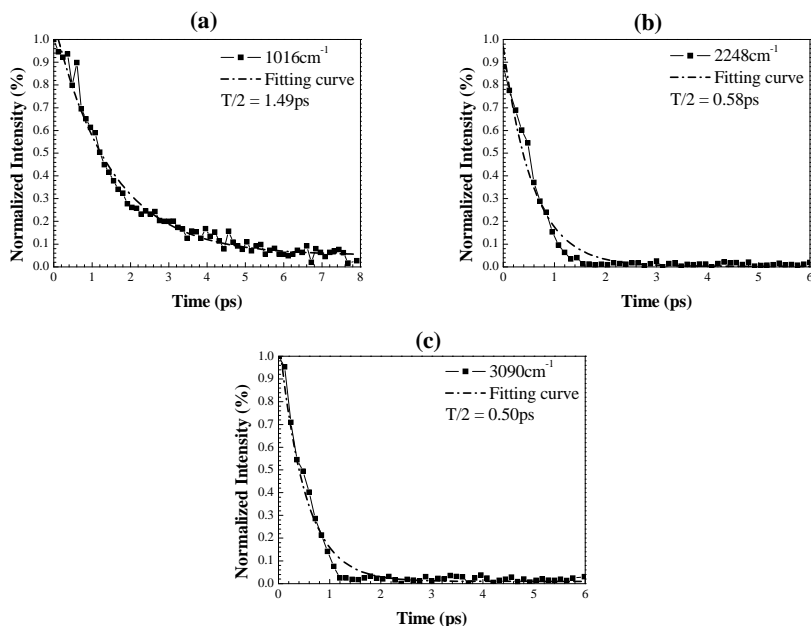 (a)
Normalized Intensity (%)
1.0
0.9
0.8
0.7
0.6
0.5
0.4
0.3
0.2
0.1
0.0
1016cm⁻¹
Fitting curve
T/2 = 1.49ps
0 1 2 3 4 5 6 7 8
Time (ps)
(b)
Normalized Intensity (%)
1.0
0.9
0.8
0.7
0.6
0.5
0.4
0.3
0.2
0.1
0.0
2248cm⁻¹
Fitting curve
T/2 = 0.58ps
0 1 2 3 4 5 6
Time (ps)
(c)
Normalized Intensity (%)
1.0
0.9
0.8
0.7
0.6
0.5
0.4
0.3
0.2
0.1
0.0
3090cm⁻¹
Fitting curve
T/2 = 0.50ps
0 1 2 3 4 5 6
Time (ps)